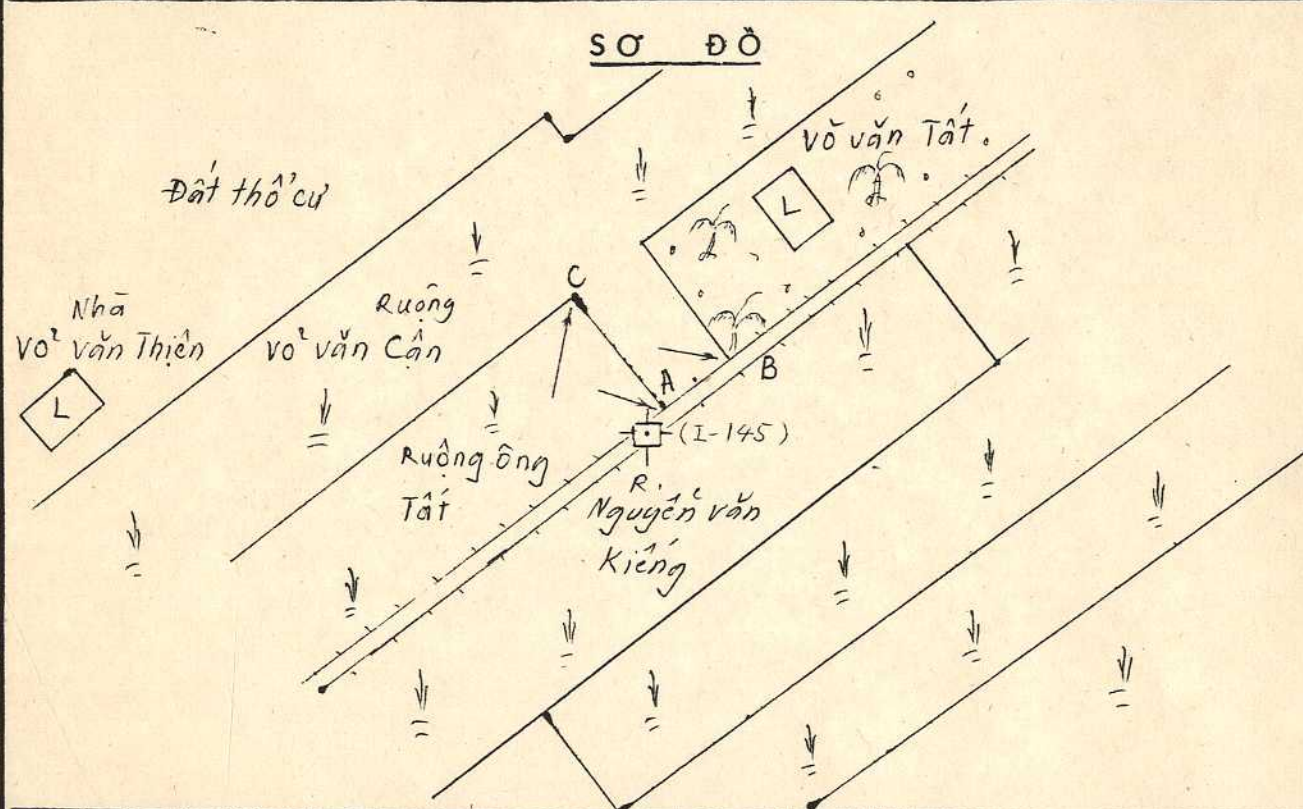 SƠ ĐỒ
Võ văn Tất.
L
Đất thổ cư
C
Nhà
Võ văn Thiện
L
Ruộng
Võ văn Cận
A
B
(I-145)
Ruộng ông
Tất
R.
Nguyễn văn
Kiếng